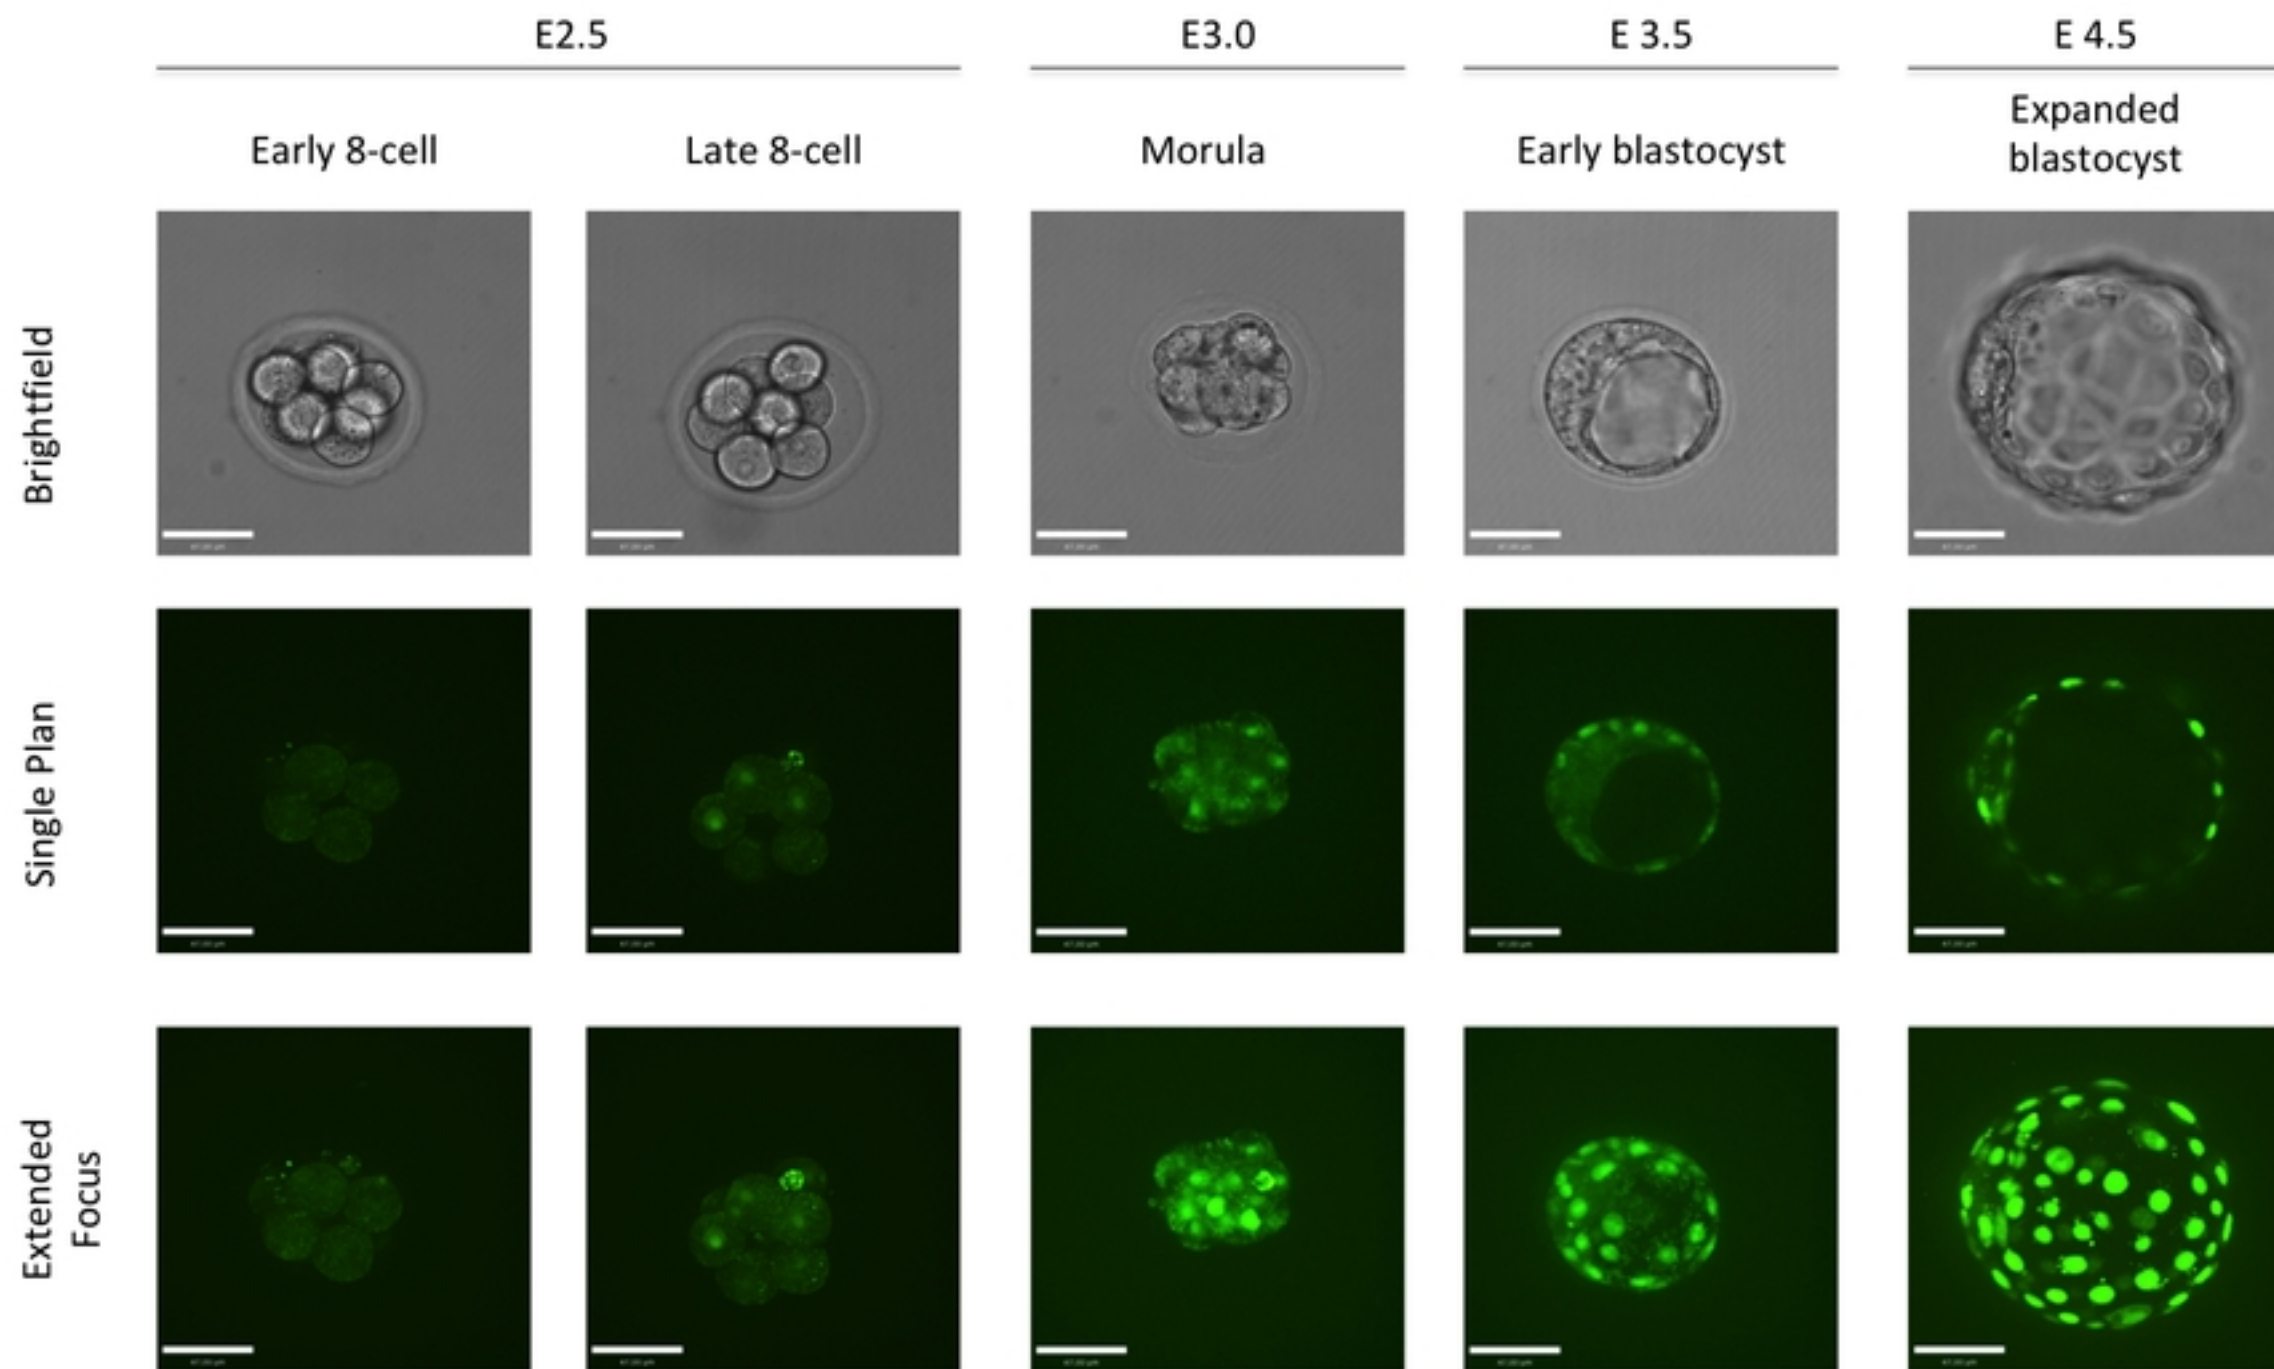 E2.5
E3.0
E 3.5
E 4.5
Early 8-cell
Late 8-cell
Morula
Early blastocyst
Expanded
blastocyst
Brightfield
Single Plan
Extended
Focus